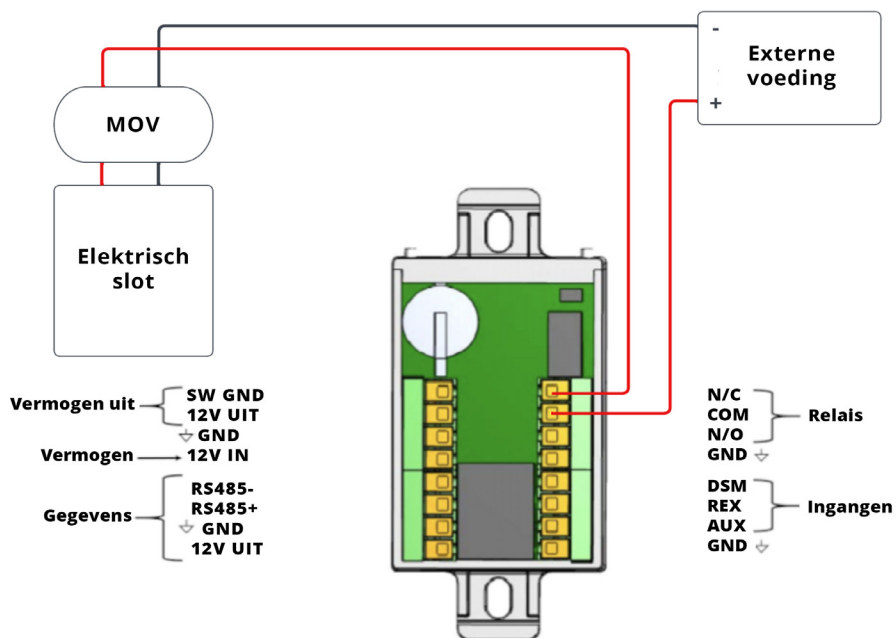 -
Externe
voeding
+
MOV
Elektrisch
slot
Vermogen uit
SW GND
12V UIT
GND
Vermogen
12V IN
Gegevens
RS485-
RS485+
GND
12V UIT
N/C
COM
N/O
Relais
GND
DSM
REX
AUX
Ingangen
GND